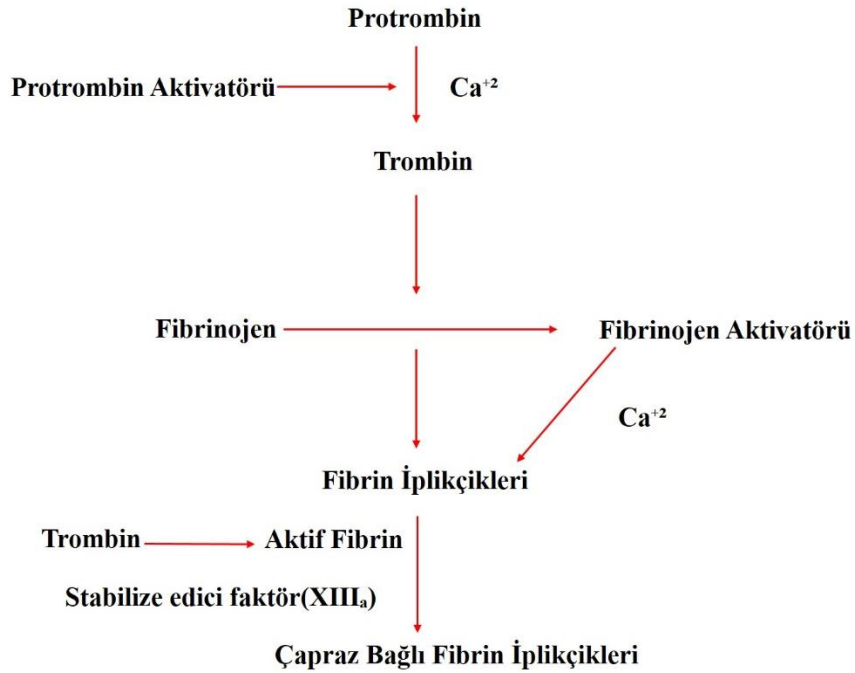 Protrombin
Protrombin Aktivatörü
Ca⁺²
Trombin
Fibrinojen
Fibrinojen Aktivatörü
Ca⁺²
Fibrin İplikçikleri
Trombin
Aktif Fibrin
Stabilize edici faktör(XIIIₐ)
Çapraz Bağlı Fibrin İplikçikleri